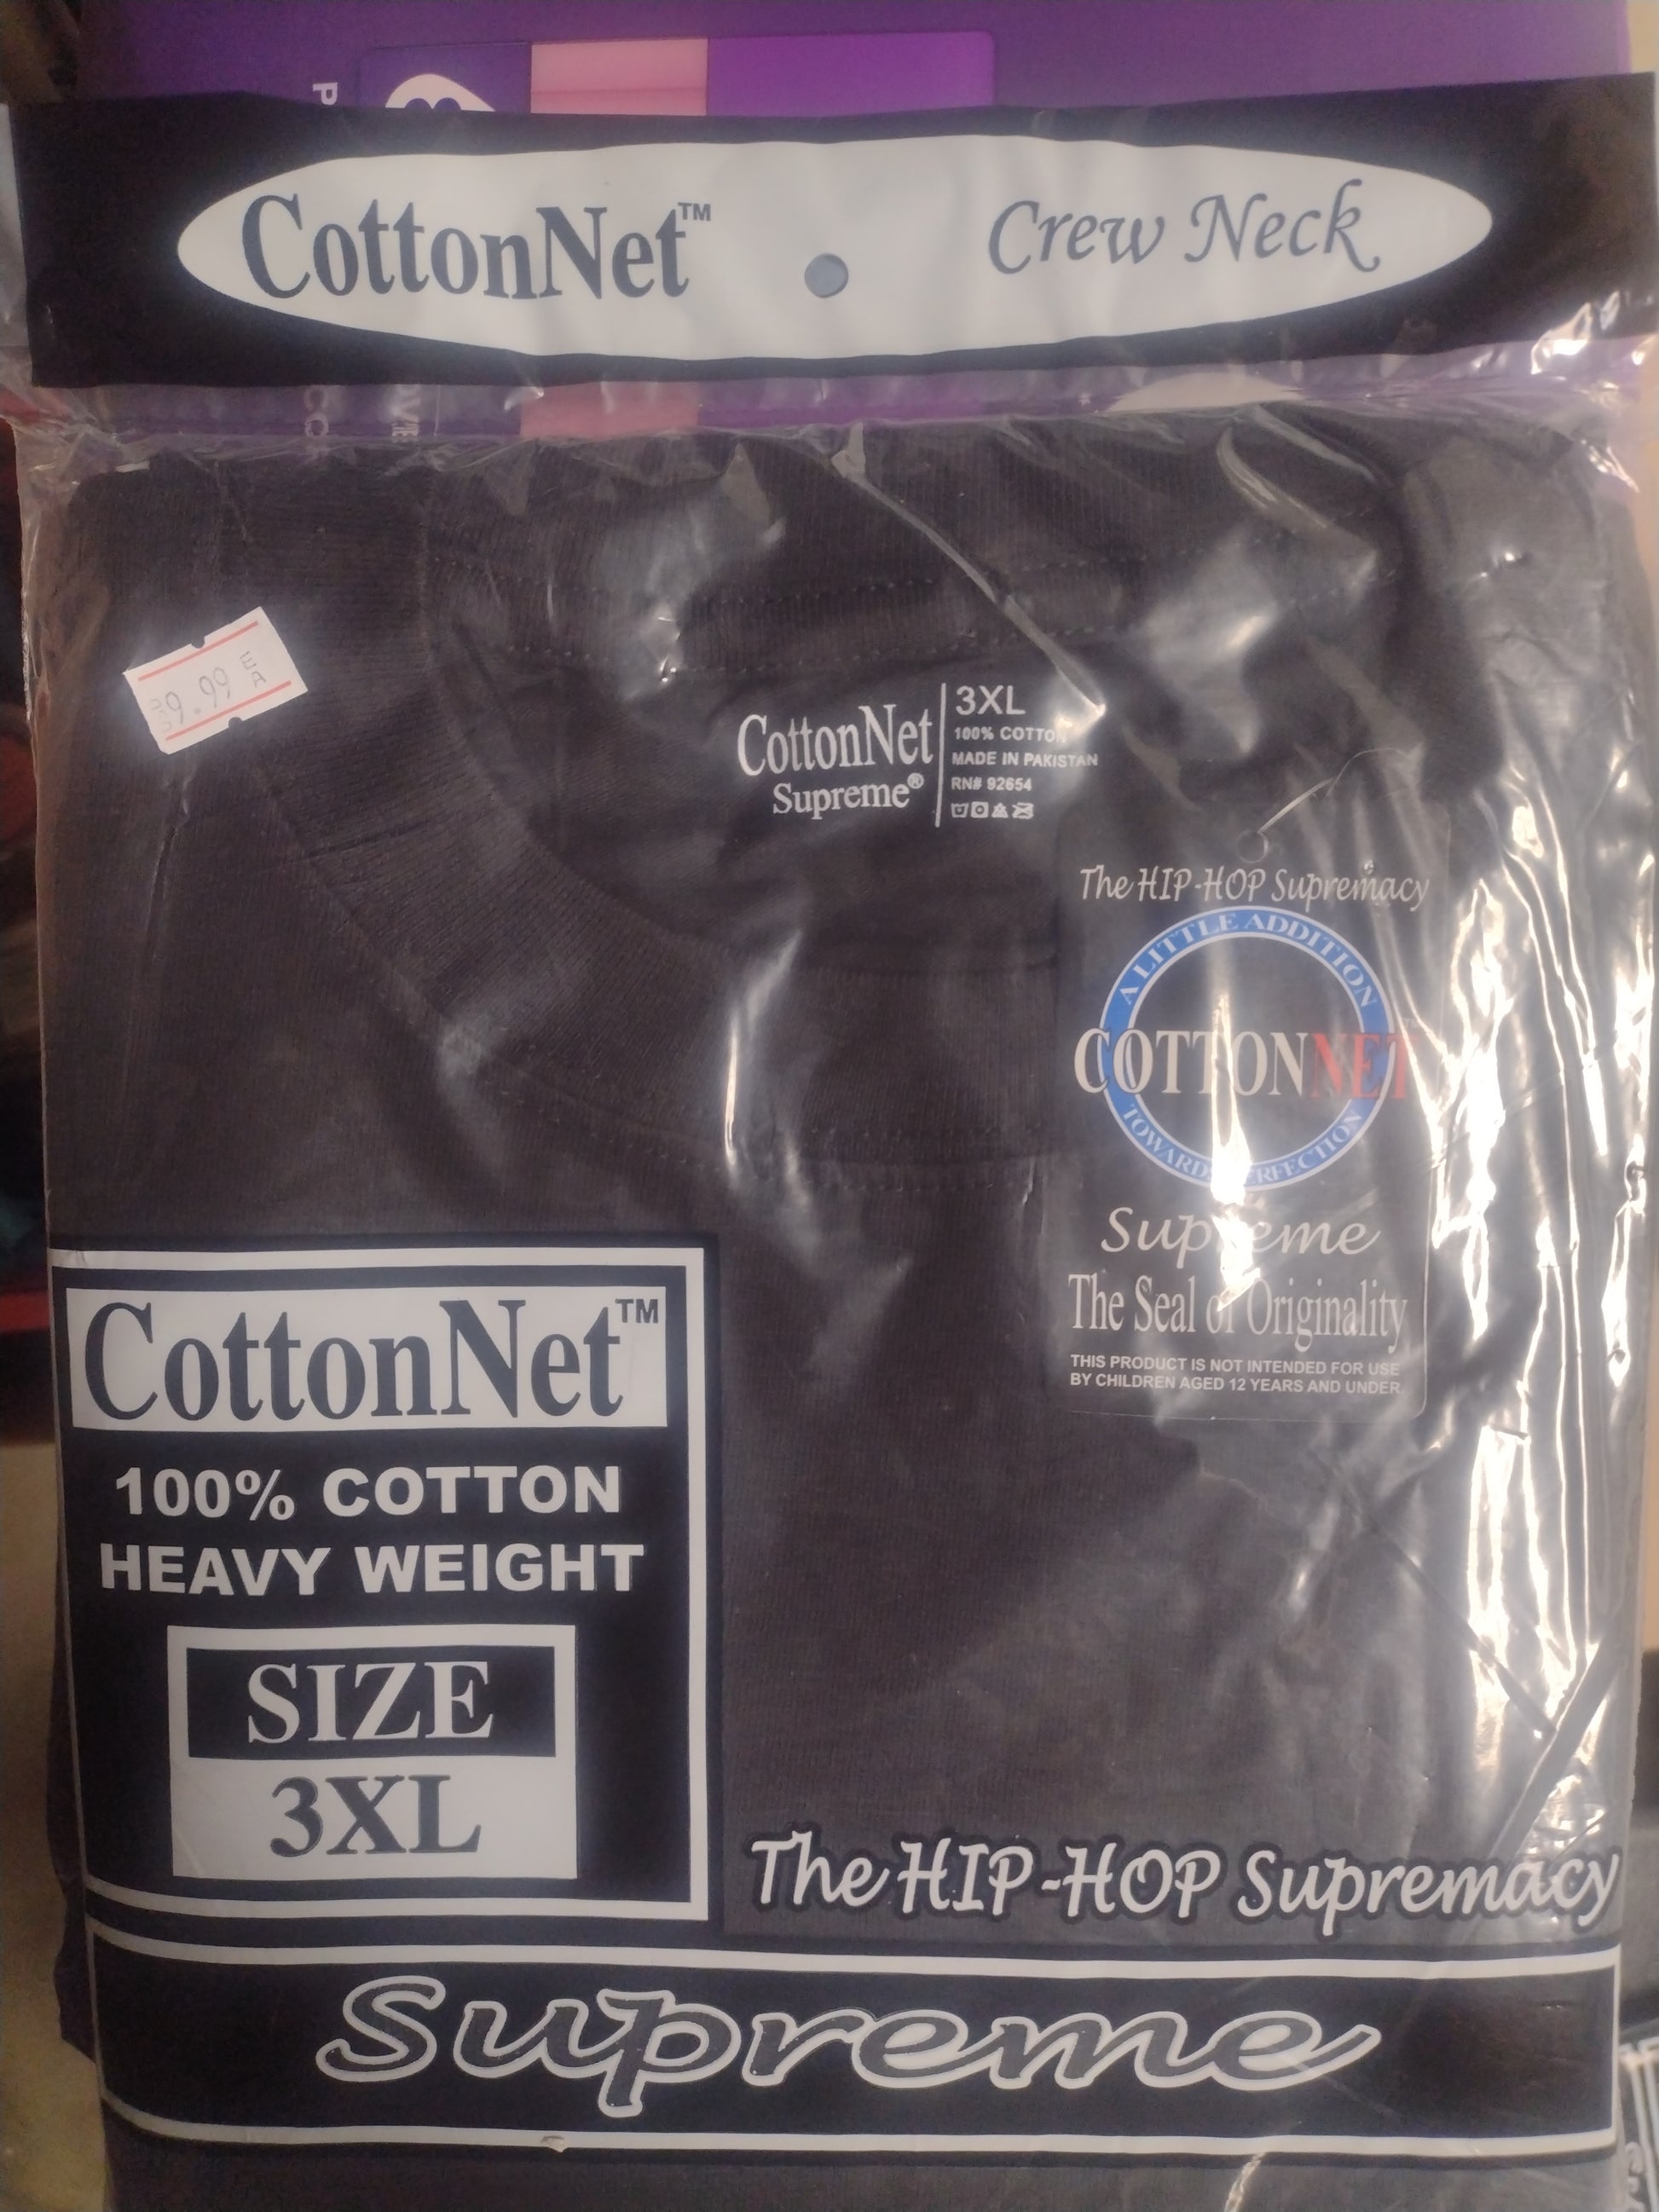 P
CottonNet™
Crew Neck
9.99 EA
CottonNet
Supreme®
3XL
100% COTTON
MADE IN PAKISTAN
RN# 92654
The HIP-HOP Supremacy
A LITTLE ADDITION
COTTONNET
TOWARDS PERFECTION
Supreme
The Seal of Originality
THIS PRODUCT IS NOT INTENDED FOR USE
BY CHILDREN AGED 12 YEARS AND UNDER.
CottonNet™
100% COTTON
HEAVY WEIGHT
SIZE
3XL
The HIP-HOP Supremacy
Supreme